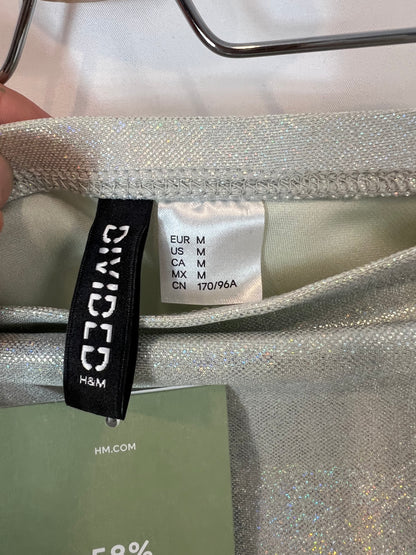 DIVIDED
H&M
EUR M
US M
CA M
MX M
CN 170/96A
HM.COM
58%